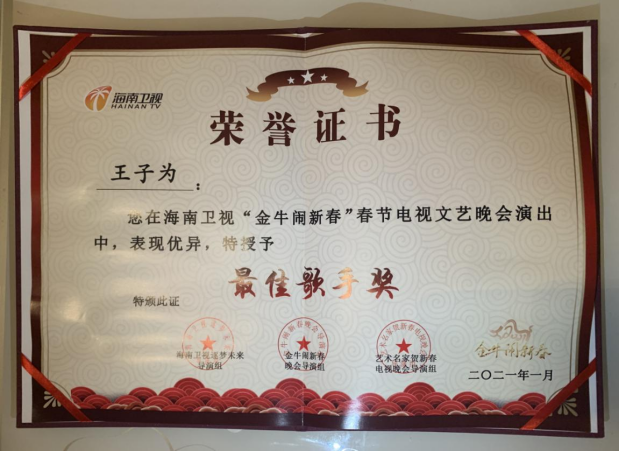 海南卫视
HAINAN TV
荣誉证书
王子为：
您在海南卫视“金牛闹新春”春节电视文艺晚会演出
中，表现优异，特授予
最佳歌手奖
特颁此证
海南卫视逐梦未来
导演组
金牛闹新春
晚会导演组
艺术名家贺新春
电视晚会导演组
金牛闹新春
二〇二一年一月